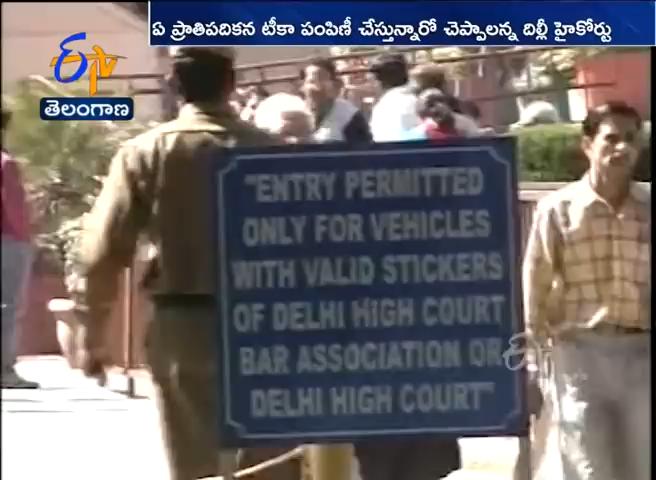 ఏ ప్రాతిపదికన టీకా పంపిణీ చేస్తున్నారో చెప్పాలన్న దిల్లీ హైకోర్టు
ఈ tv
తెలంగాణ
"ENTRY PERMITTED
ONLY FOR VEHICLES
WITH VALID STICKERS
OF DELHI HIGH COURT
BAR ASSOCIATION OR
DELHI HIGH COURT"